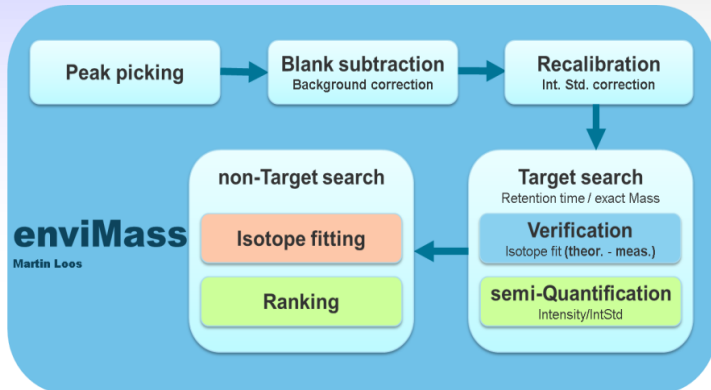 Peak picking
Blank subtraction
Background correction
Recalibration
Int. Std. correction
Target search
Retention time / exact Mass
Verification
Isotope fit (theor. - meas.)
semi-Quantification
Intensity/IntStd
non-Target search
Isotope fitting
Ranking
enviMass
Martin Loos